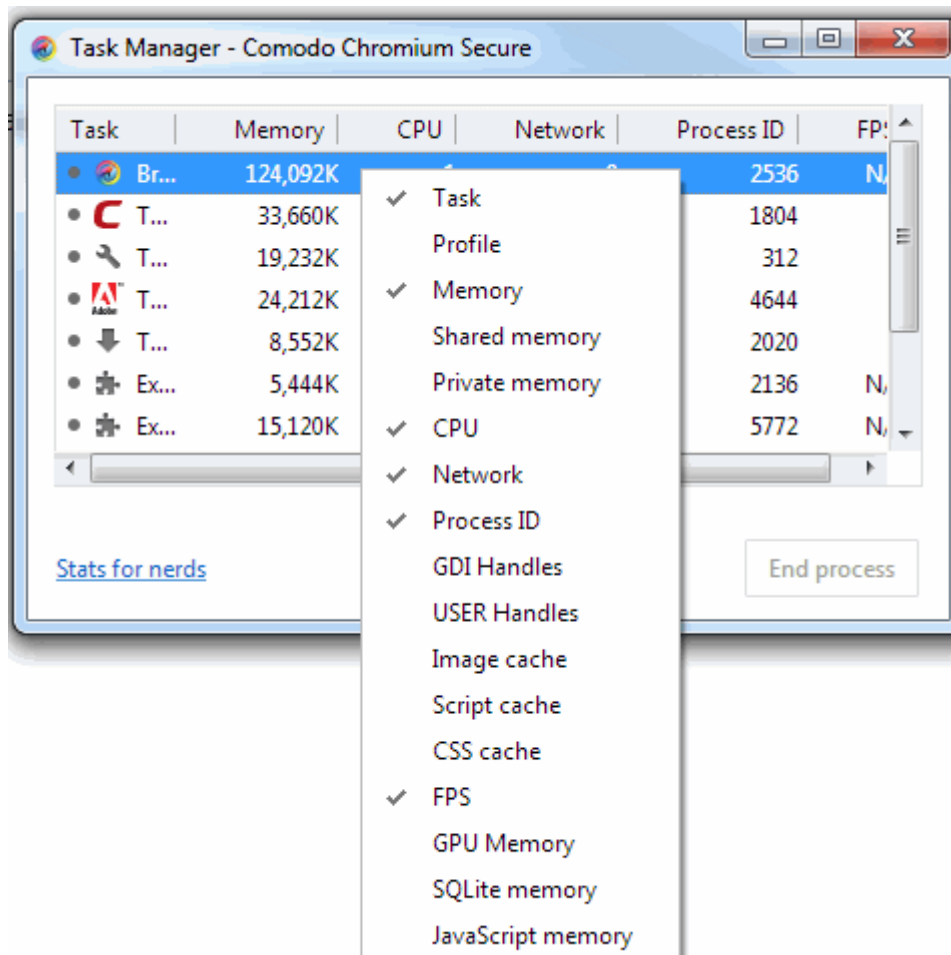 Task Manager - Comodo Chromium Secure
Task Memory CPU Network Process ID
Br... 124,092K 2536
T... 33,660K 1804
T... 19,232K 312
Adobe T... 24,212K 4644
T... 8,552K 2020
Ex... 5,444K 2136
Ex... 15,120K 5772
Task
Profile
Memory
Shared memory
Private memory
CPU
Network
Process ID
GDI Handles
USER Handles
Image cache
Script cache
CSS cache
FPS
GPU Memory
SQLite memory
JavaScript memory
Stats for nerds
End process